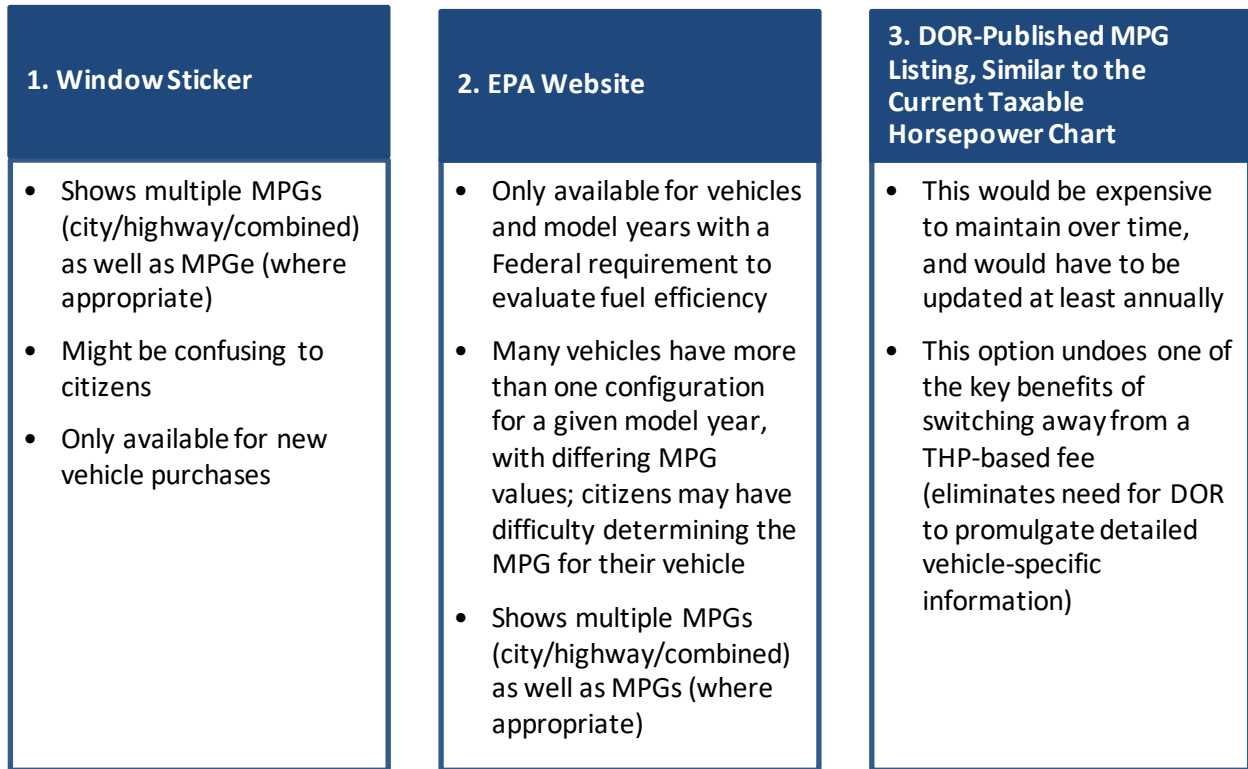 1. Window Sticker
• Shows multiple MPGs
(city/highway/combined)
as well as MPGe (where
appropriate)
• Might be confusing to
citizens
• Only available for new
vehicle purchases
2. EPA Website
• Only available for vehicles
and model years with a
Federal requirement to
evaluate fuel efficiency
• Many vehicles have more
than one configuration
for a given model year,
with differing MPG
values; citizens may have
difficulty determining the
MPG for their vehicle
• Shows multiple MPGs
(city/highway/combined)
as well as MPGs (where
appropriate)
3. DOR-Published MPG
Listing, Similar to the
Current Taxable
Horsepower Chart
• This would be expensive
to maintain over time,
and would have to be
updated at least annually
• This option undoes one of
the key benefits of
switching away from a
THP-based fee
(eliminates need for DOR
to promulgate detailed
vehicle-specific
information)